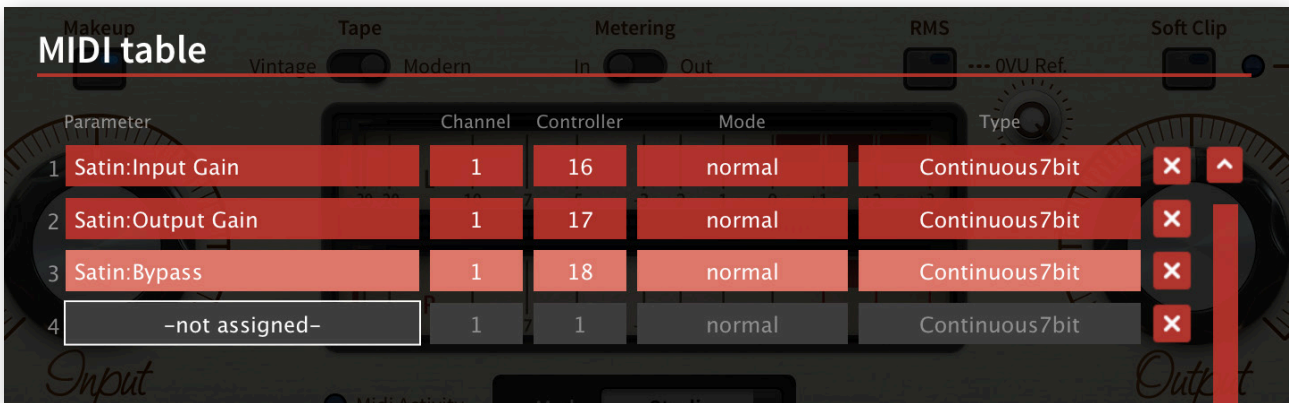 Makeup Tape Metering RMS Soft Clip
MIDI table
Vintage Modern In Out --- 0VU Ref.
Parameter Channel Controller Mode Type
1 Satin:Input Gain 1 16 normal Continuous7bit
2 Satin:Output Gain 1 17 normal Continuous7bit
3 Satin:Bypass 1 18 normal Continuous7bit
4 –not assigned– 1 1 normal Continuous7bit
Input Output
Midi Activity